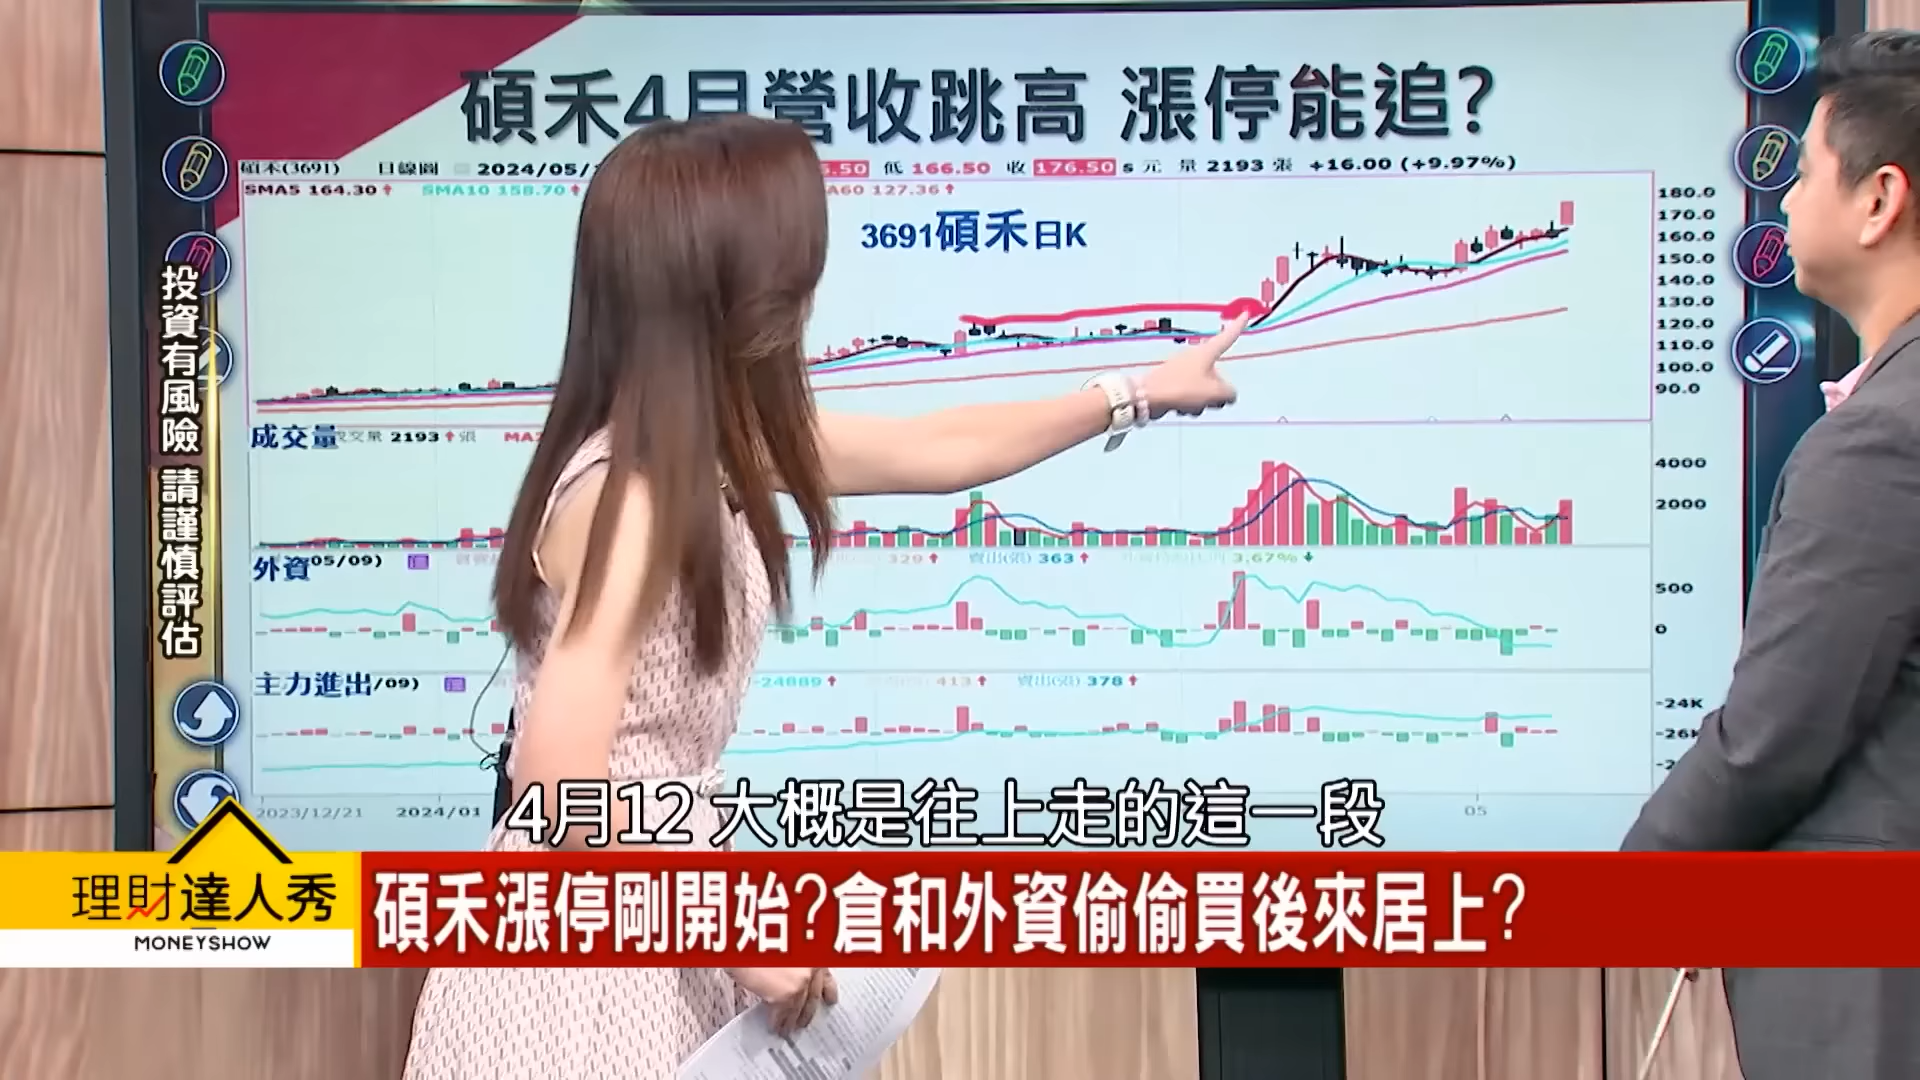 碩禾4月營收跳高 漲停能追?
碩禾(3691) 日線圖 2024/05/ 5.50 低 166.50 收 176.50 s 元 量 2193 張 +16.00 (+9.97%)
SMA5 164.30↑ SMA10 158.70↑ A60 127.36↑
3691碩禾日K
180.0
170.0
160.0
150.0
140.0
130.0
120.0
110.0
100.0
90.0
投資有風險 請謹慎評估
成交量 成交量 2193↑張 MA
4000
2000
外資 05/09) 329↑ 賣出(張) 363↑ 3.67%↓
500
0
主力進出/09) -24889↑ 413↑ 賣出(張) 378↑
-24K
-26K
2023/12/21 2024/01 05
4月12 大概是往上走的這一段
理財達人秀
MONEYSHOW
碩禾漲停剛開始?倉和外資偷偷買後來居上?